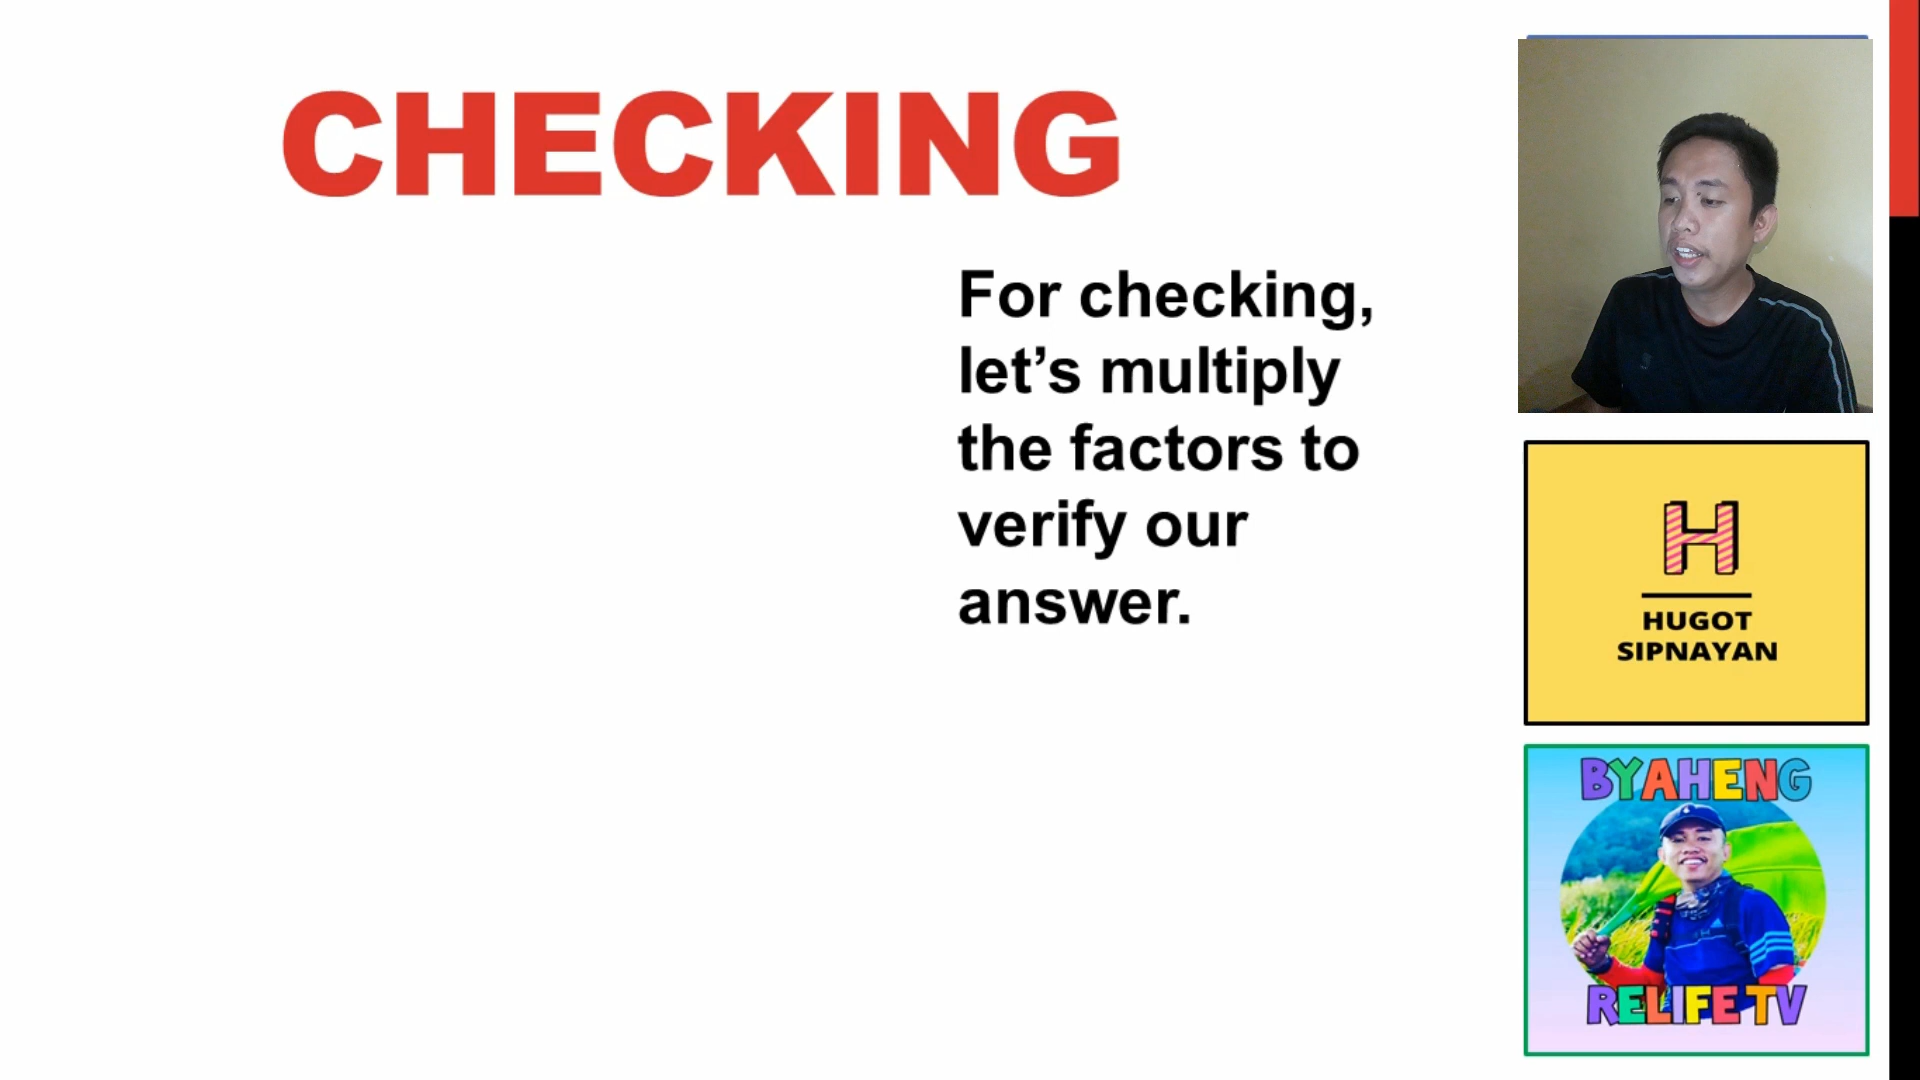 CHECKING
For checking,
let’s multiply
the factors to
verify our
answer.
H
HUGOT
SIPNAYAN
BYAHENG
RELIFE TV